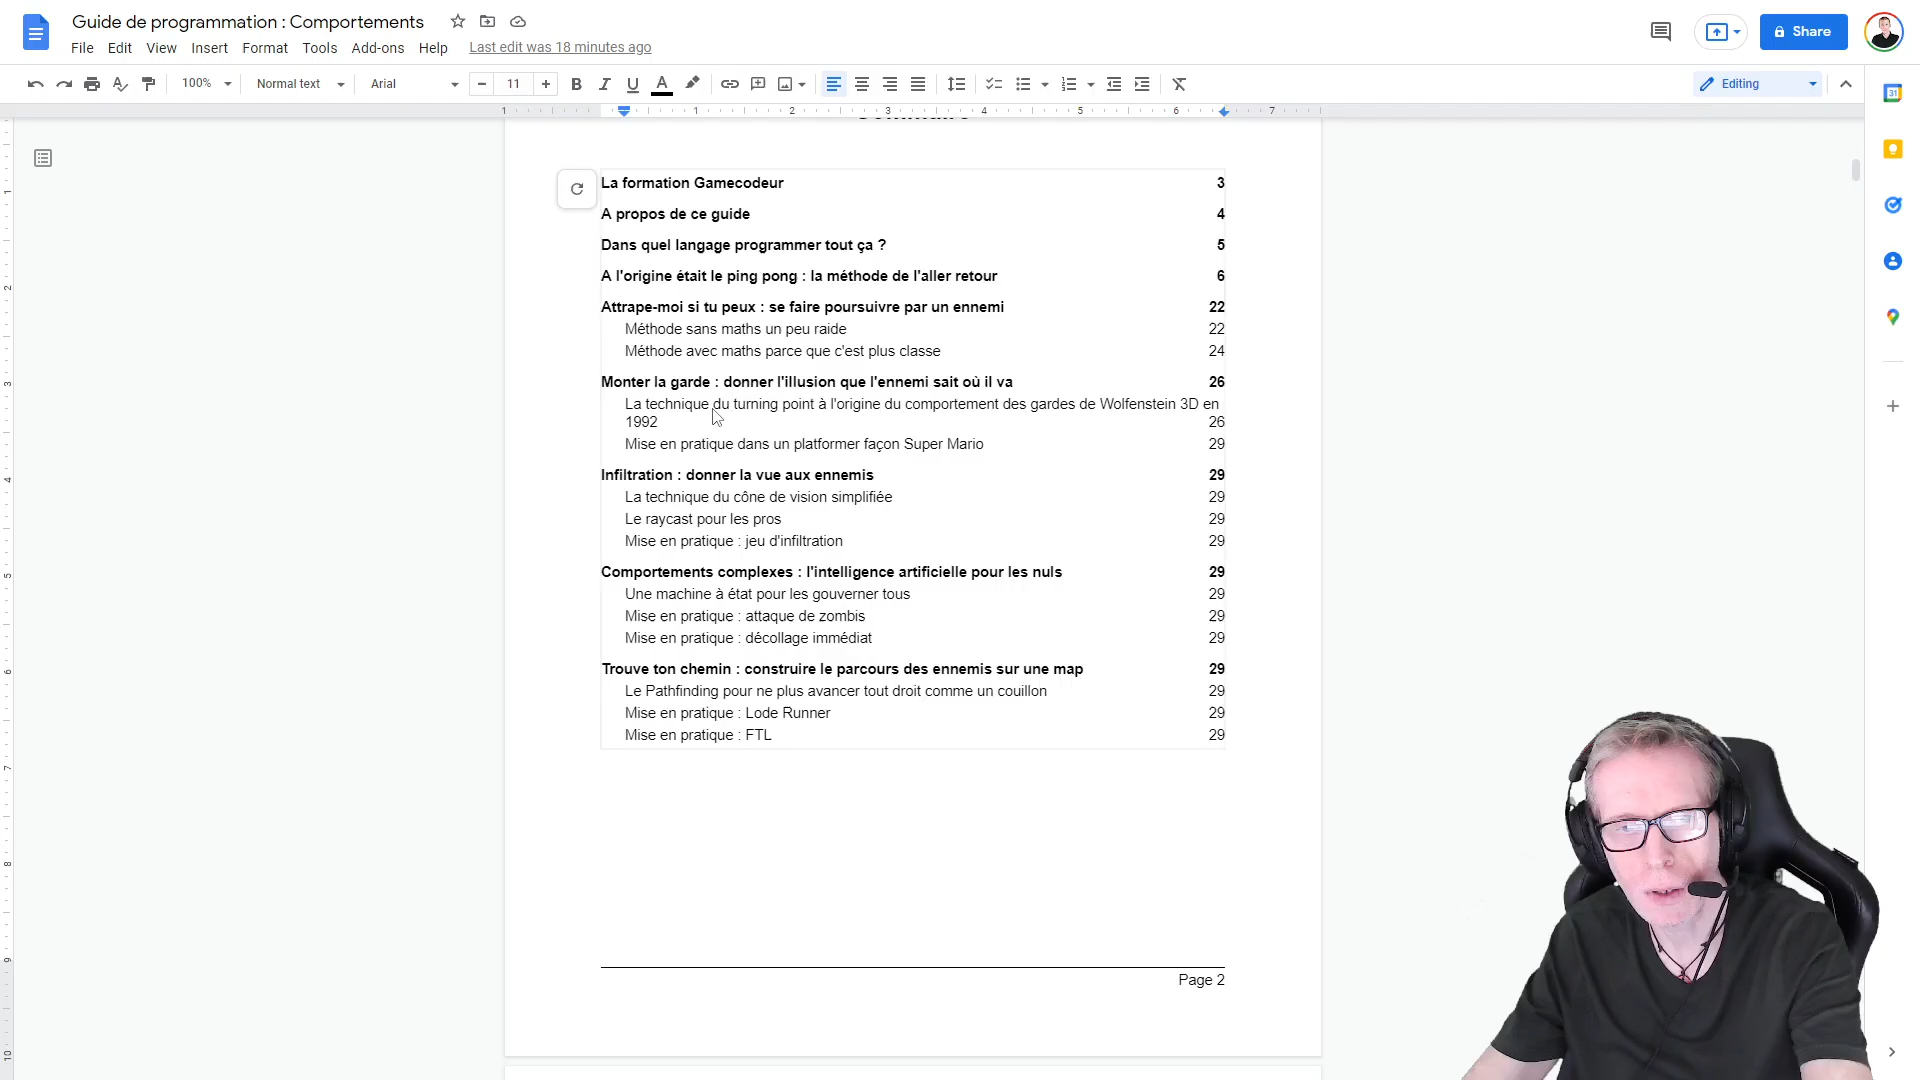 Guide de programmation : Comportements
File Edit View Insert Format Tools Add-ons Help Last edit was 18 minutes ago
Share
100% Normal text Arial 11 Editing
1 1 2 3 4 5 6 7
La formation Gamecodeur 3
A propos de ce guide 4
Dans quel langage programmer tout ça ? 5
A l'origine était le ping pong : la méthode de l'aller retour 6
Attrape-moi si tu peux : se faire poursuivre par un ennemi 22
Méthode sans maths un peu raide 22
Méthode avec maths parce que c'est plus classe 24
Monter la garde : donner l'illusion que l'ennemi sait où il va 26
La technique du turning point à l'origine du comportement des gardes de Wolfenstein 3D en
1992 26
Mise en pratique dans un platformer façon Super Mario 29
Infiltration : donner la vue aux ennemis 29
La technique du cône de vision simplifiée 29
Le raycast pour les pros 29
Mise en pratique : jeu d'infiltration 29
Comportements complexes : l'intelligence artificielle pour les nuls 29
Une machine à état pour les gouverner tous 29
Mise en pratique : attaque de zombis 29
Mise en pratique : décollage immédiat 29
Trouve ton chemin : construire le parcours des ennemis sur une map 29
Le Pathfinding pour ne plus avancer tout droit comme un couillon 29
Mise en pratique : Lode Runner 29
Mise en pratique : FTL 29
Page 2